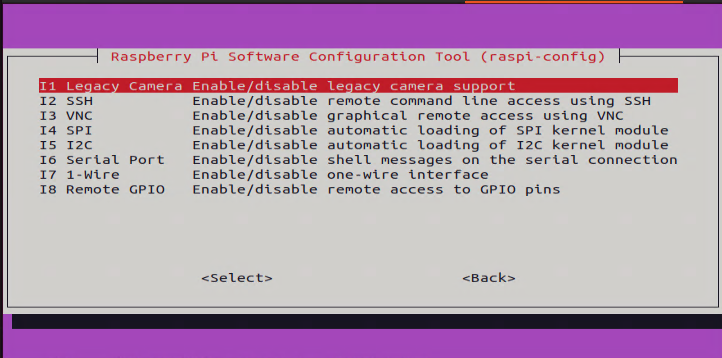 Raspberry Pi Software Configuration Tool (raspi-config)
I1 Legacy Camera Enable/disable legacy camera support
I2 SSH Enable/disable remote command line access using SSH
I3 VNC Enable/disable graphical remote access using VNC
I4 SPI Enable/disable automatic loading of SPI kernel module
I5 I2C Enable/disable automatic loading of I2C kernel module
I6 Serial Port Enable/disable shell messages on the serial connection
I7 1-Wire Enable/disable one-wire interface
I8 Remote GPIO Enable/disable remote access to GPIO pins
<Select> <Back>